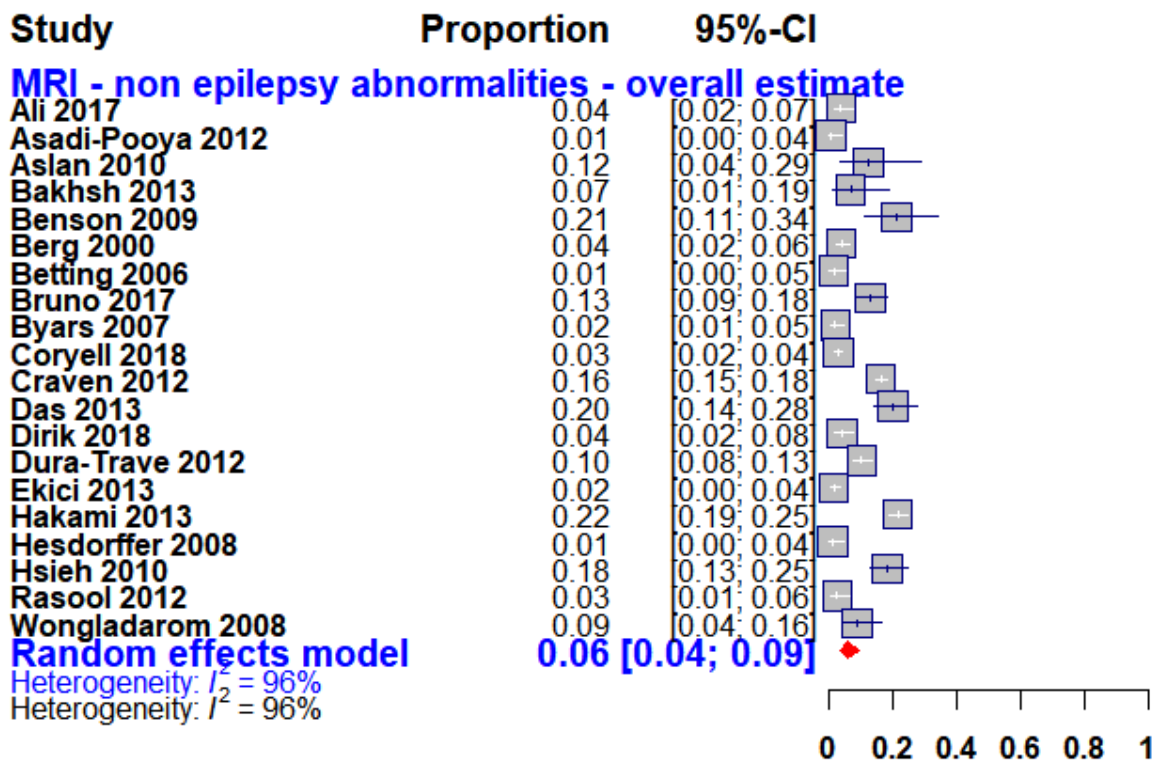 Study Proportion 95%-CI
MRI - non epilepsy abnormalities - overall estimate
Ali 2017 0.04 [0.02; 0.07]
Asadi-Pooya 2012 0.01 [0.00; 0.04]
Aslan 2010 0.12 [0.04; 0.29]
Bakhsh 2013 0.07 [0.01; 0.19]
Benson 2009 0.21 [0.11; 0.34]
Berg 2000 0.04 [0.02; 0.06]
Betting 2006 0.01 [0.00; 0.05]
Bruno 2017 0.13 [0.09; 0.18]
Byars 2007 0.02 [0.01; 0.05]
Coryell 2018 0.03 [0.02; 0.04]
Craven 2012 0.16 [0.15; 0.18]
Das 2013 0.20 [0.14; 0.28]
Dirik 2018 0.04 [0.02; 0.08]
Dura-Trave 2012 0.10 [0.08; 0.13]
Ekici 2013 0.02 [0.00; 0.04]
Hakami 2013 0.22 [0.19; 0.25]
Hesdorffer 2008 0.01 [0.00; 0.04]
Hsieh 2010 0.18 [0.13; 0.25]
Rasool 2012 0.03 [0.01; 0.06]
Wongladarom 2008 0.09 [0.04; 0.16]
Random effects model 0.06 [0.04; 0.09]
Heterogeneity: I² = 96%
Heterogeneity: I² = 96%
0 0.2 0.4 0.6 0.8 1